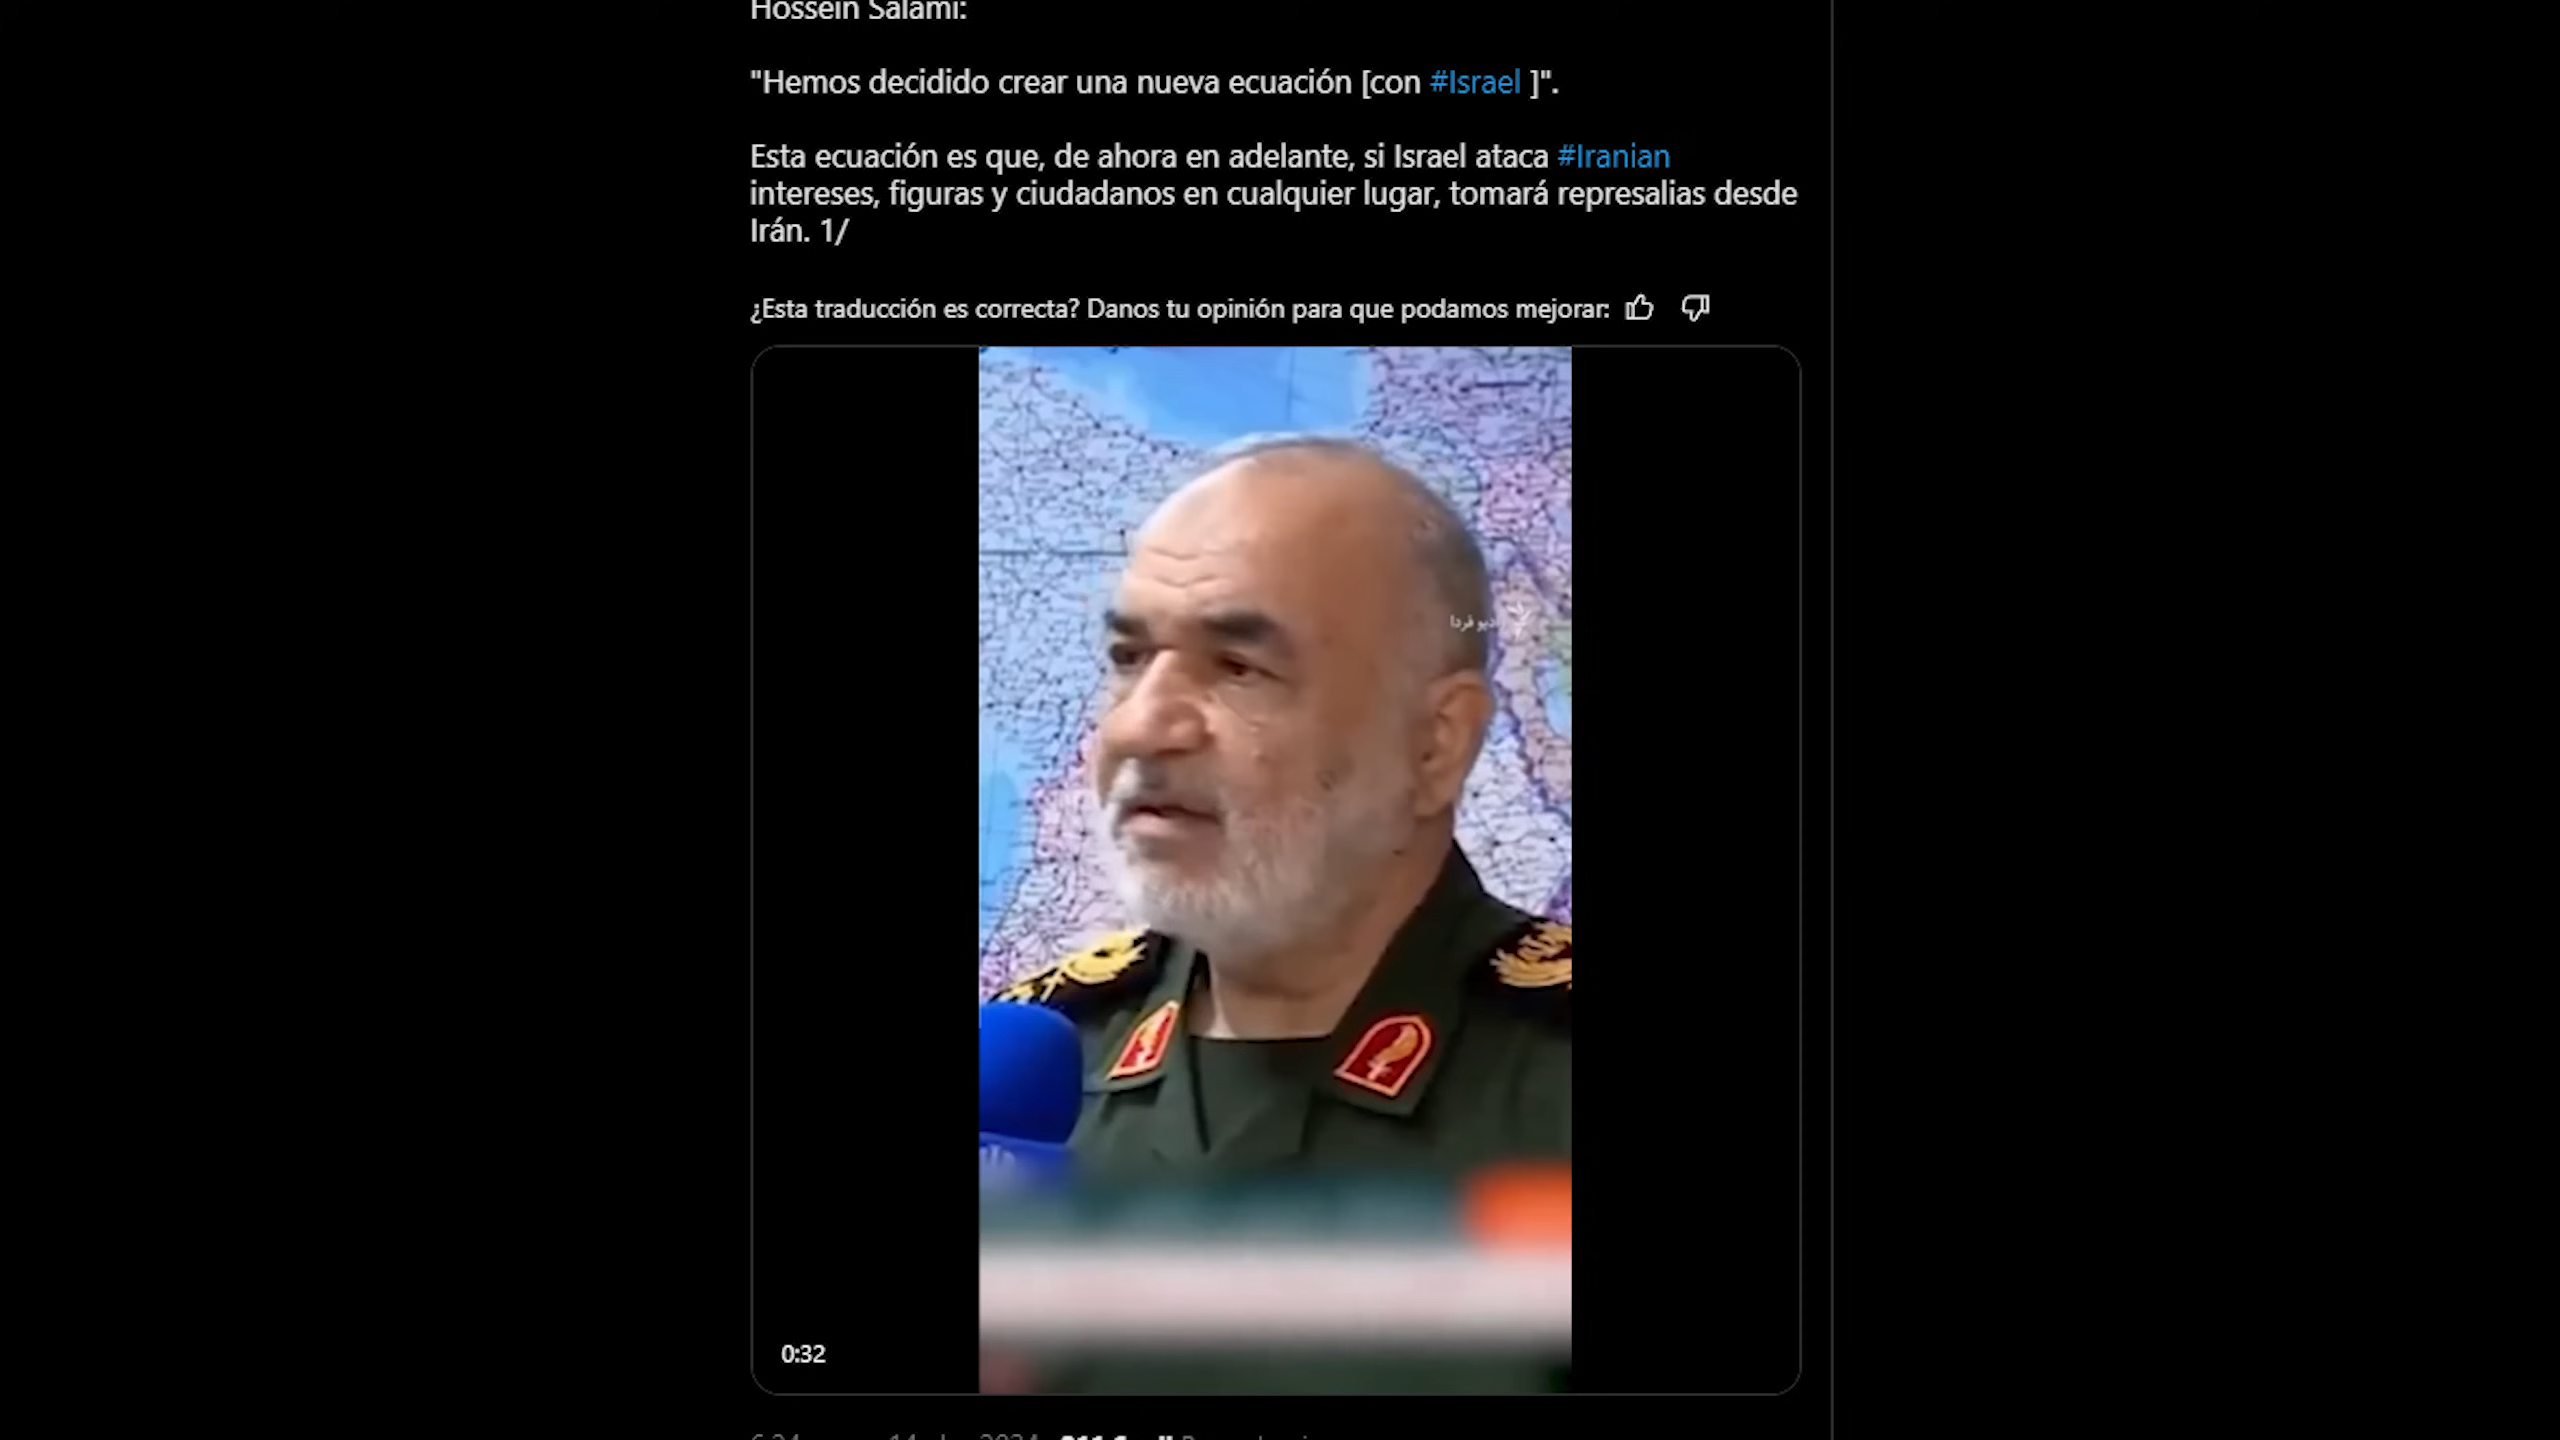 Hossein Salami:
"Hemos decidido crear una nueva ecuación [con #Israel ]".
Esta ecuación es que, de ahora en adelante, si Israel ataca #Iranian
intereses, figuras y ciudadanos en cualquier lugar, tomará represalias desde
Irán. 1/
¿Esta traducción es correcta? Danos tu opinión para que podamos mejorar:
رادیو فردا
0:32